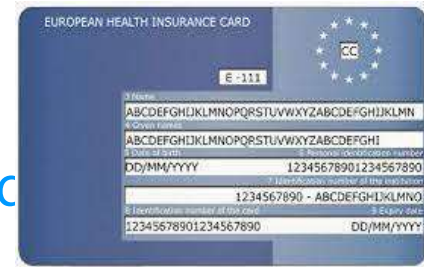 EUROPEAN HEALTH INSURANCE CARD
CC
E -111
3 Name
ABCDEFGHIJKLMNOPQRSTUVWXYZABCDEFGHIJKLMN
4 Given names
ABCDEFGHIJKLMNOPQRSTUVWXYZABCDEFGHI
5 Date of birth 6 Personal identification number
DD/MM/YYYY 12345678901234567890
7 Identification number of the institution
1234567890 - ABCDEFGHIJKLMNO
8 Identification number of the card 9 Expiry date
12345678901234567890 DD/MM/YYYY
C